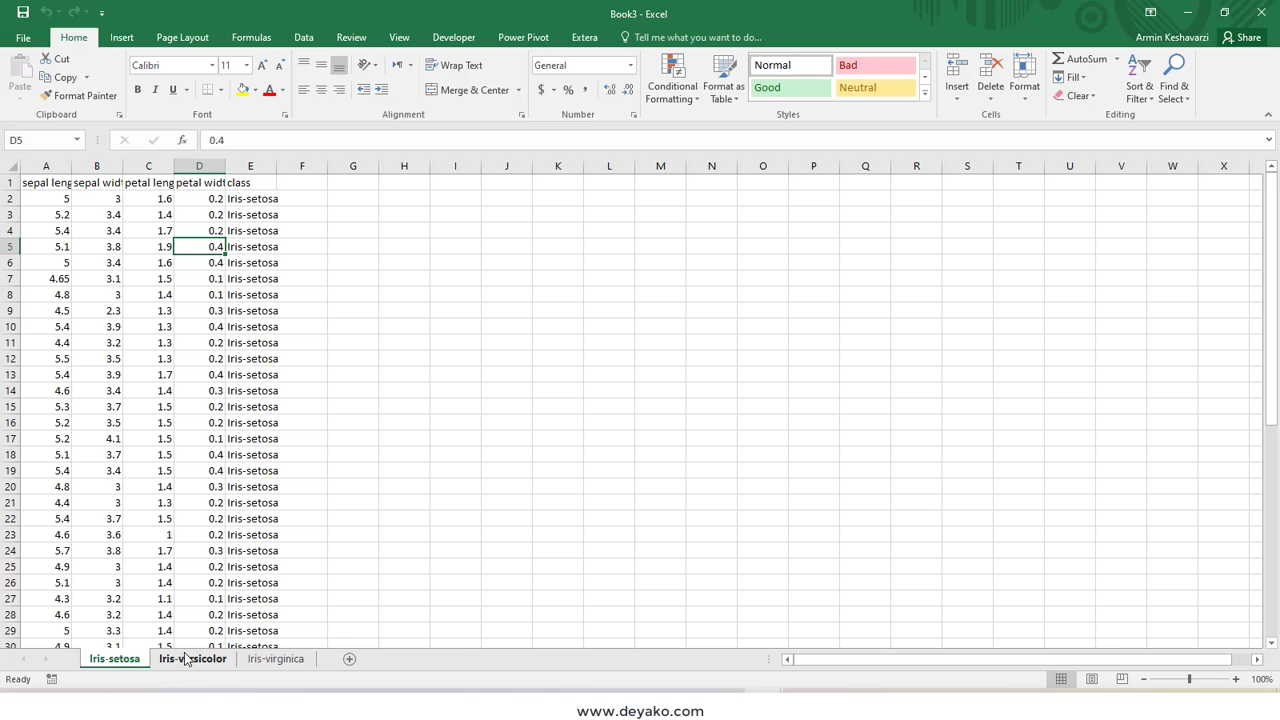 Book3 - Excel
File Home Insert Page Layout Formulas Data Review View Developer Power Pivot Extera Tell me what you want to do... Armin Keshavarzi Share
Paste Cut Copy Format Painter
Calibri 11
B I U
Wrap Text
Merge & Center
General
$ % ,
Conditional Formatting
Format as Table
Normal Bad
Good Neutral
Insert Delete Format
AutoSum
Fill
Clear
Sort & Filter
Find & Select
Clipboard Font Alignment Number Styles Cells Editing
D5 fx 0.4
A B C D E F G H I J K L M N O P Q R S T U V W X
1 sepal leng sepal widt petal leng petal widt class
2 5 3 1.6 0.2 Iris-setosa
3 5.2 3.4 1.4 0.2 Iris-setosa
4 5.4 3.4 1.7 0.2 Iris-setosa
5 5.1 3.8 1.9 0.4 Iris-setosa
6 5 3.4 1.6 0.4 Iris-setosa
7 4.65 3.1 1.5 0.1 Iris-setosa
8 4.8 3 1.4 0.1 Iris-setosa
9 4.5 2.3 1.3 0.3 Iris-setosa
10 5.4 3.9 1.3 0.4 Iris-setosa
11 4.4 3.2 1.3 0.2 Iris-setosa
12 5.5 3.5 1.3 0.2 Iris-setosa
13 5.4 3.9 1.7 0.4 Iris-setosa
14 4.6 3.4 1.4 0.3 Iris-setosa
15 5.3 3.7 1.5 0.2 Iris-setosa
16 5.2 3.5 1.5 0.2 Iris-setosa
17 5.2 4.1 1.5 0.1 Iris-setosa
18 5.1 3.7 1.5 0.4 Iris-setosa
19 5.4 3.4 1.5 0.4 Iris-setosa
20 4.8 3 1.4 0.3 Iris-setosa
21 4.4 3 1.3 0.2 Iris-setosa
22 5.4 3.7 1.5 0.2 Iris-setosa
23 4.6 3.6 1 0.2 Iris-setosa
24 5.7 3.8 1.7 0.3 Iris-setosa
25 4.9 3 1.4 0.2 Iris-setosa
26 5.1 3 1.4 0.2 Iris-setosa
27 4.3 3.2 1.1 0.1 Iris-setosa
28 4.6 3.2 1.4 0.2 Iris-setosa
29 5 3.3 1.4 0.2 Iris-setosa
30 4.9 3.1 1.5 0.1 Iris-setosa
Iris-setosa Iris-versicolor Iris-virginica
Ready 100%
www.deyako.com